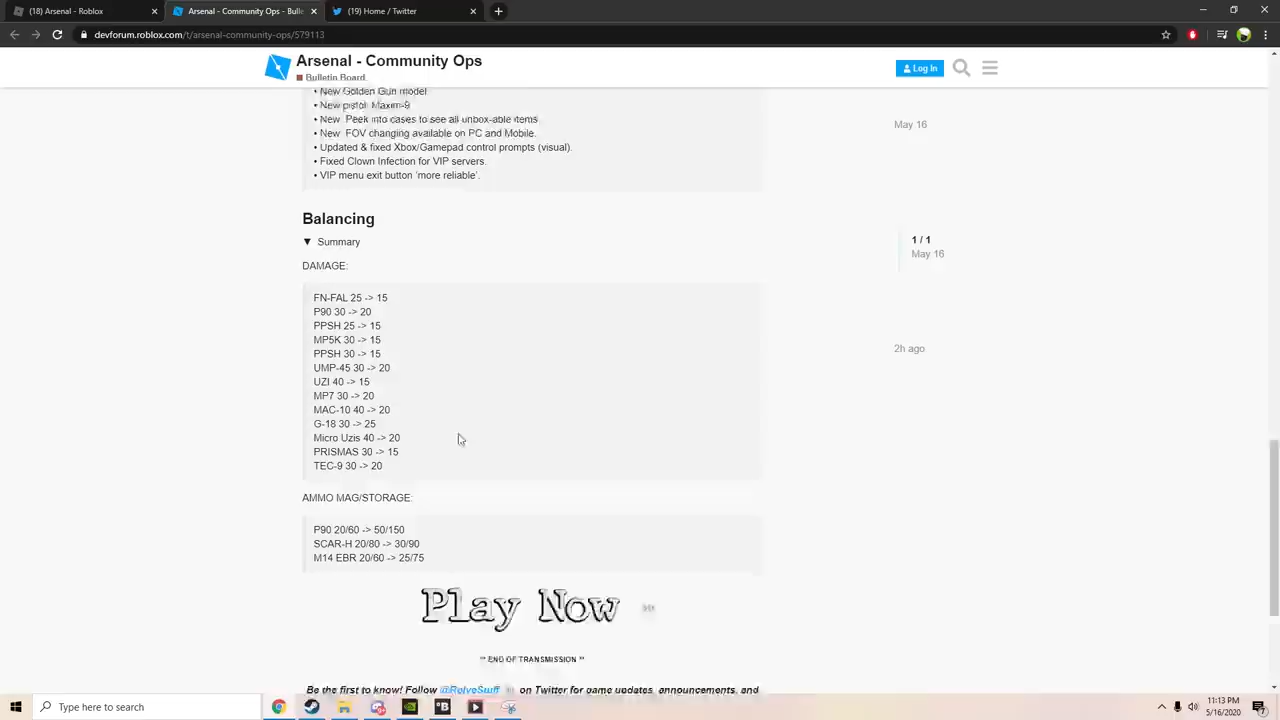 (18) Arsenal - Roblox
Arsenal - Community Ops - Bulle
(19) Home / Twitter
devforum.roblox.com/t/arsenal-community-ops/579113
Arsenal - Community Ops
Bulletin Board
Log In
• New Golden Gun model
• New pistol Maxim-9
• New Peek into cases to see all unbox-able items.
• New FOV changing available on PC and Mobile.
• Updated & fixed Xbox/Gamepad control prompts (visual).
• Fixed Clown Infection for VIP servers.
• VIP menu exit button 'more reliable'.
May 16
1 / 1
May 16
2h ago
Balancing
▼ Summary
DAMAGE:
FN-FAL 25 -> 15
P90 30 -> 20
PPSH 25 -> 15
MP5K 30 -> 15
PPSH 30 -> 15
UMP-45 30 -> 20
UZI 40 -> 15
MP7 30 -> 20
MAC-10 40 -> 20
G-18 30 -> 25
Micro Uzis 40 -> 20
PRISMAS 30 -> 15
TEC-9 30 -> 20
AMMO MAG/STORAGE:
P90 20/60 -> 50/150
SCAR-H 20/80 -> 30/90
M14 EBR 20/60 -> 25/75
Play Now
** END OF TRANSMISSION **
Be the first to know! Follow @RolveStuff on Twitter for game updates, announcements, and
Type here to search
11:13 PM
5/16/2020